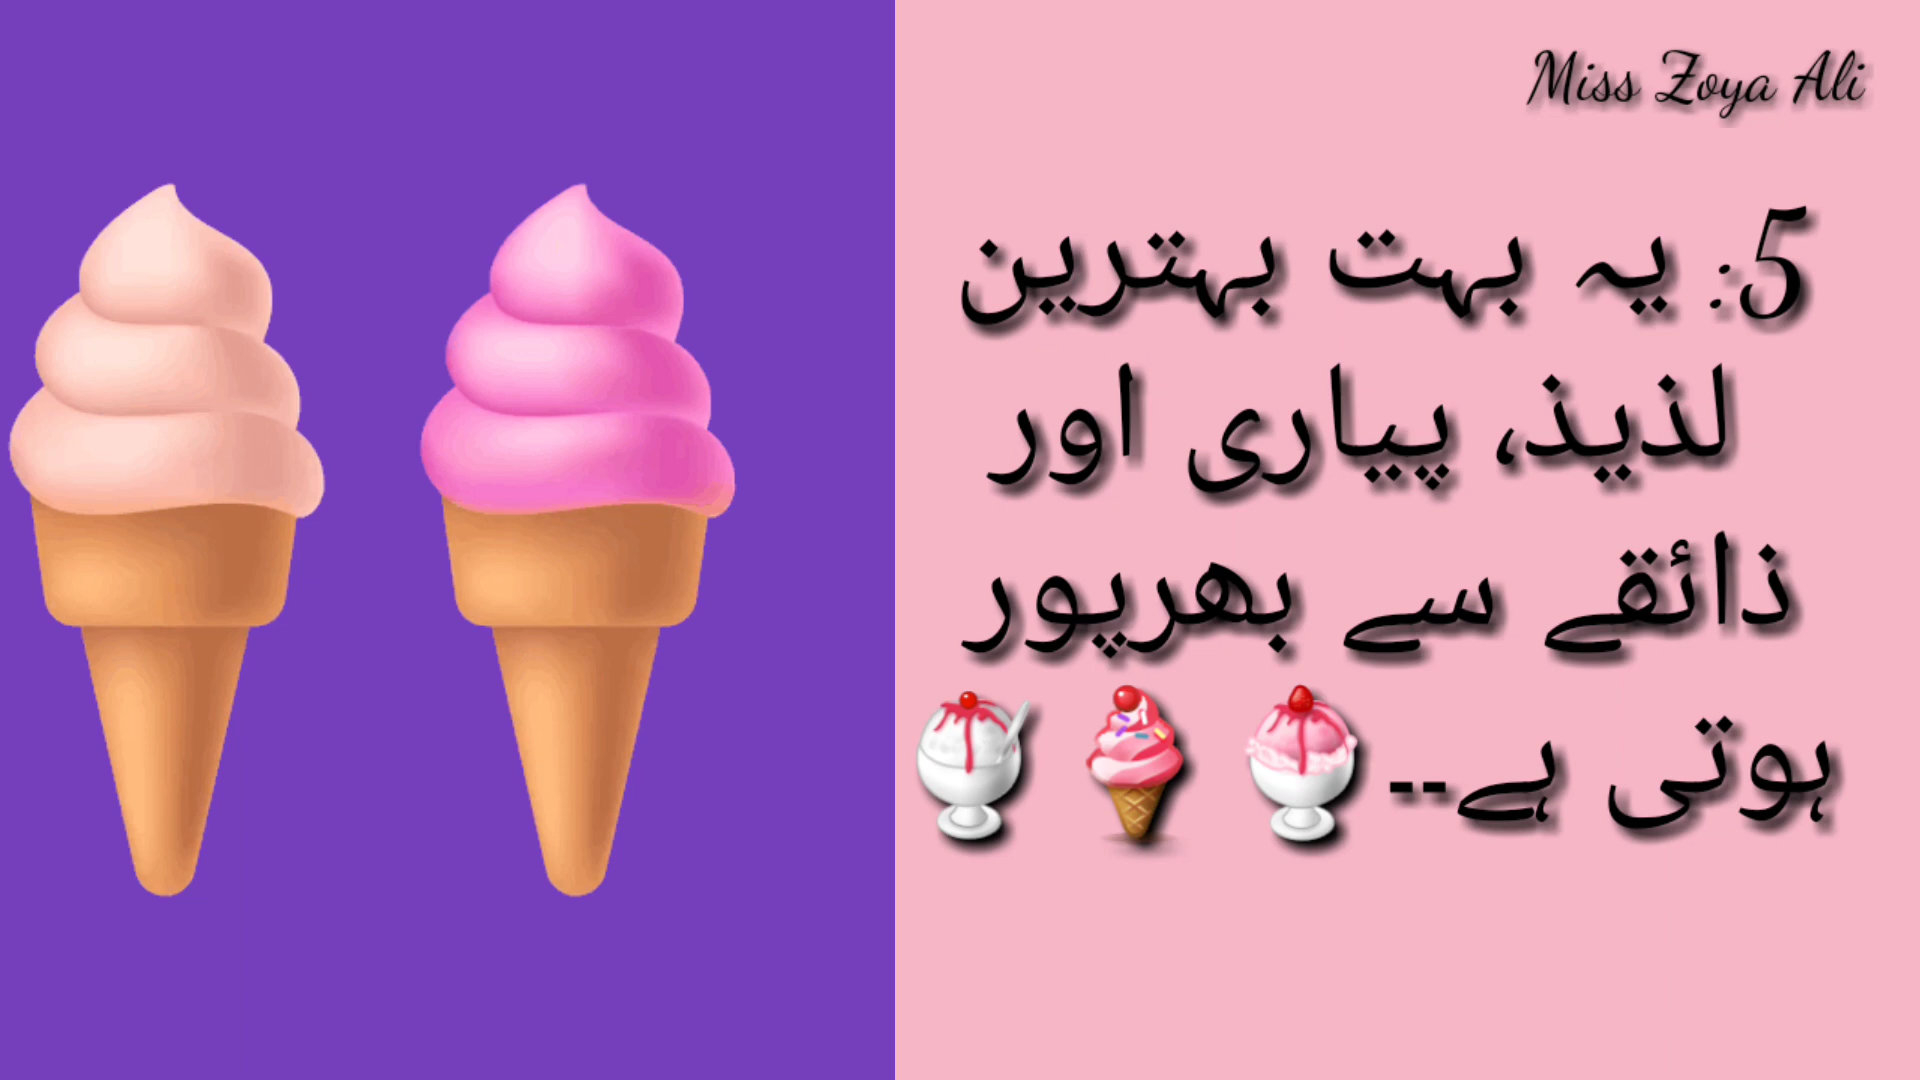 Miss Zoya Ali
5: یہ بہت بہترین
لذیذ، پیاری اور
ذائقے سے بھرپور
ہوتی ہے--